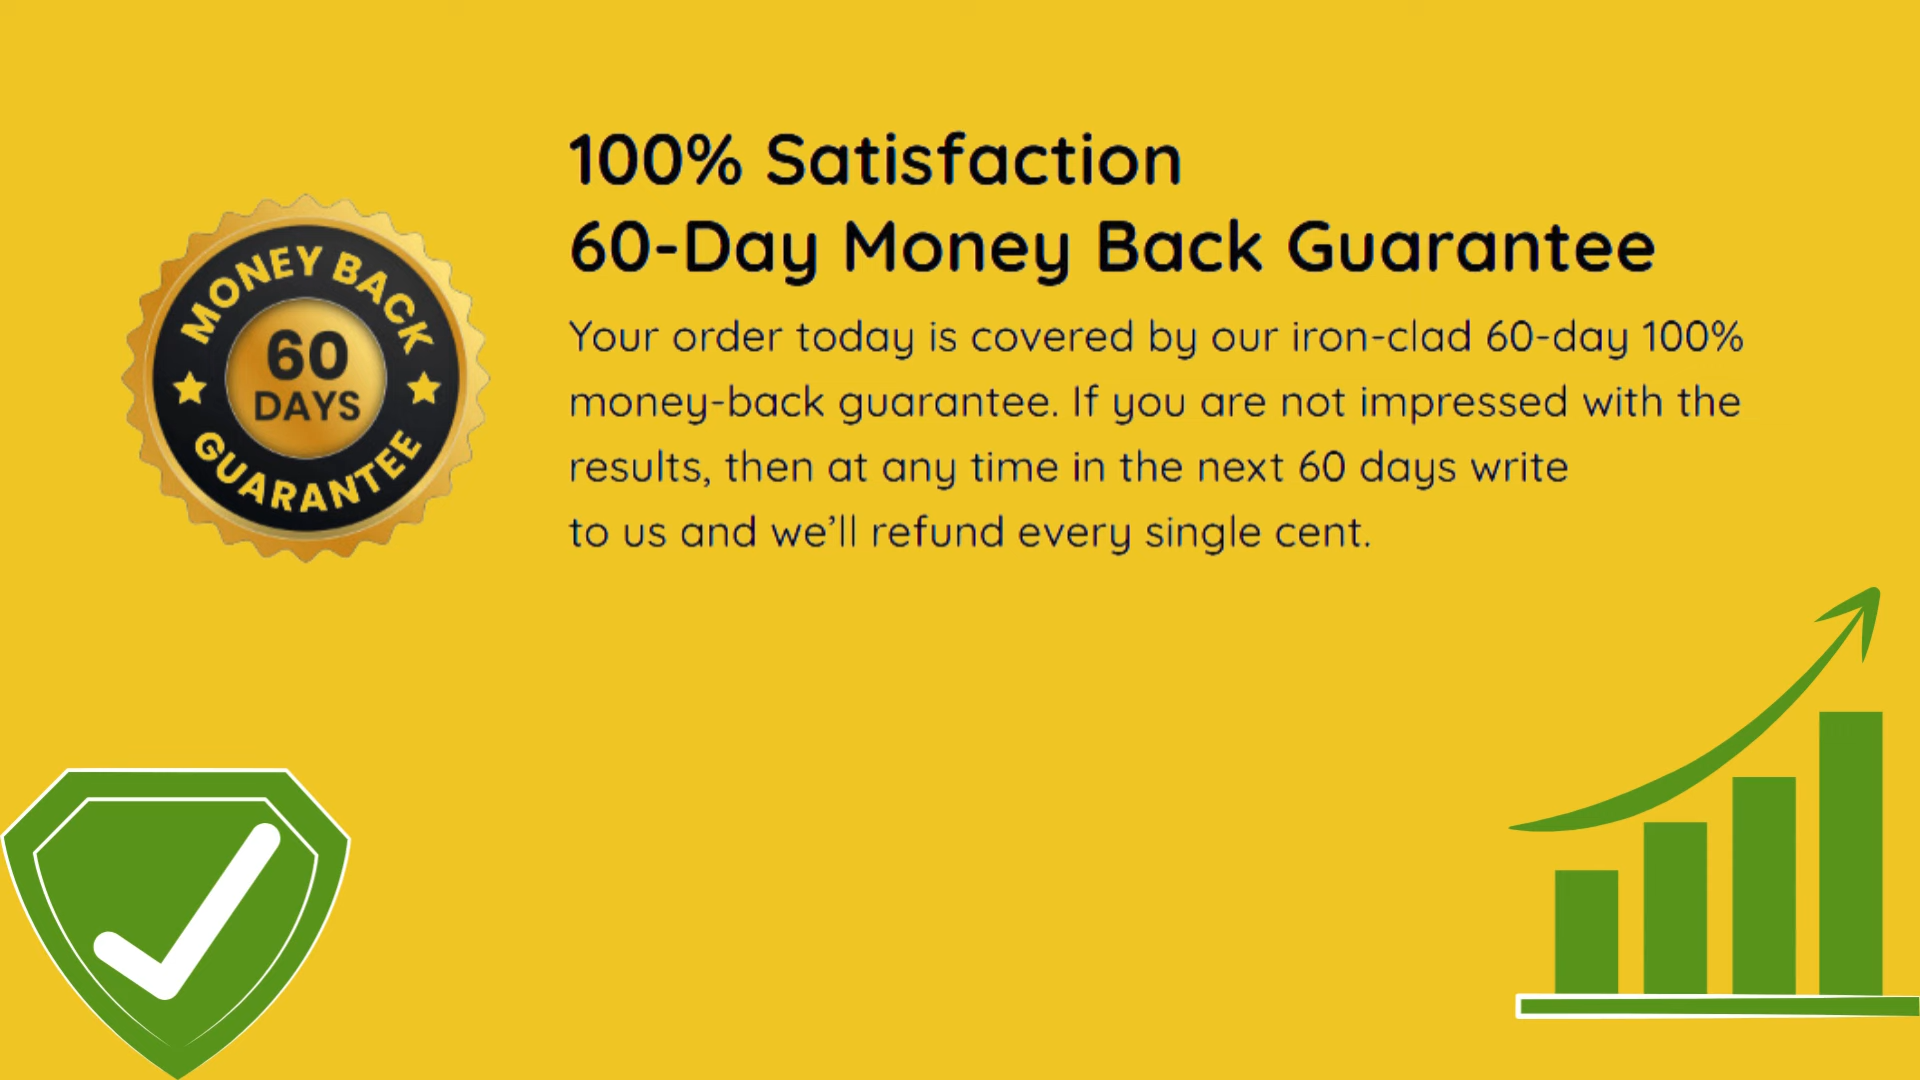 MONEY BACK
60
DAYS
GUARANTEE
100% Satisfaction
60-Day Money Back Guarantee
Your order today is covered by our iron-clad 60-day 100%
money-back guarantee. If you are not impressed with the
results, then at any time in the next 60 days write
to us and we’ll refund every single cent.